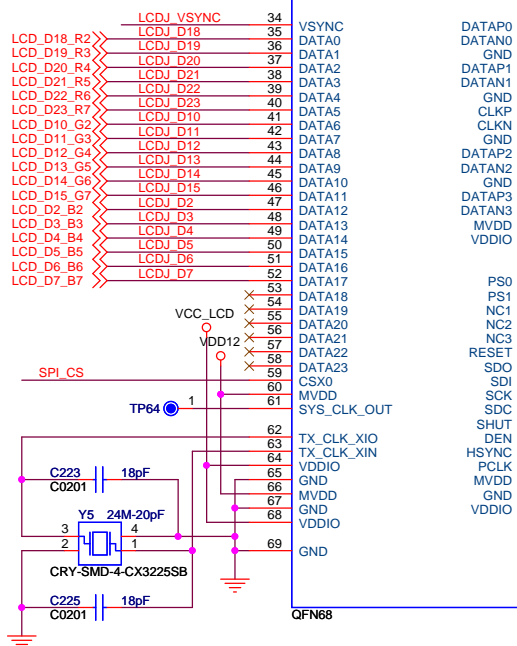 LCDJ_VSYNC 34 VSYNC DATAP0
LCD_D18_R2 LCDJ_D18 35 DATA0 DATAN0
LCD_D19_R3 LCDJ_D19 36 DATA1 GND
LCD_D20_R4 LCDJ_D20 37 DATA2 DATAP1
LCD_D21_R5 LCDJ_D21 38 DATA3 DATAN1
LCD_D22_R6 LCDJ_D22 39 DATA4 GND
LCD_D23_R7 LCDJ_D23 40 DATA5 CLKP
LCD_D10_G2 LCDJ_D10 41 DATA6 CLKN
LCD_D11_G3 LCDJ_D11 42 DATA7 GND
LCD_D12_G4 LCDJ_D12 43 DATA8 DATAP2
LCD_D13_G5 LCDJ_D13 44 DATA9 DATAN2
LCD_D14_G6 LCDJ_D14 45 DATA10 GND
LCD_D15_G7 LCDJ_D15 46 DATA11 DATAP3
LCD_D2_B2 LCDJ_D2 47 DATA12 DATAN3
LCD_D3_B3 LCDJ_D3 48 DATA13 MVDD
LCD_D4_B4 LCDJ_D4 49 DATA14 VDDIO
LCD_D5_B5 LCDJ_D5 50 DATA15
LCD_D6_B6 LCDJ_D6 51 DATA16
LCD_D7_B7 LCDJ_D7 52 DATA17 PS0
53 DATA18 PS1
54 DATA19 NC1
VCC_LCD 55 DATA20 NC2
56 DATA21 NC3
VDD12 57 DATA22 RESET
58 DATA23 SDO
SPI_CS 59 CSX0 SDI
60 MVDD SCK
TP64 1 61 SYS_CLK_OUT SDC
SHUT
62 TX_CLK_XIO DEN
63 TX_CLK_XIN HSYNC
64 VDDIO PCLK
C223 18pF 65 GND MVDD
C0201 66 MVDD GND
67 GND VDDIO
Y5 24M-20pF 68 VDDIO
3 4
2 1 69 GND
CRY-SMD-4-CX3225SB
C225 18pF
C0201 QFN68